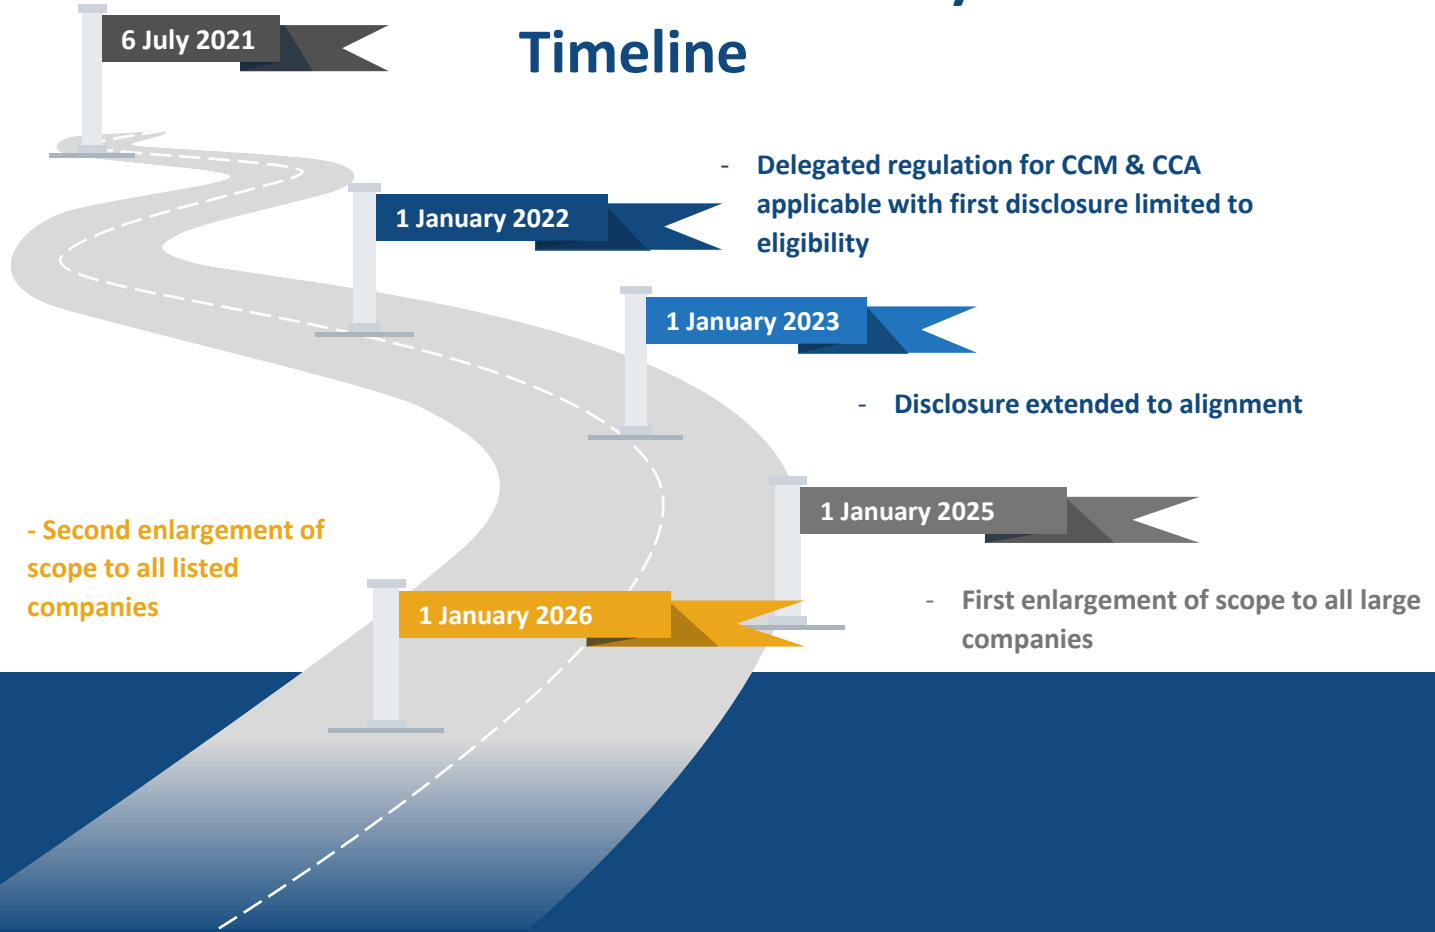 Timeline
6 July 2021
1 January 2022
- Delegated regulation for CCM & CCA
applicable with first disclosure limited to
eligibility
1 January 2023
- Disclosure extended to alignment
1 January 2025
- First enlargement of scope to all large
companies
1 January 2026
- Second enlargement of
scope to all listed
companies